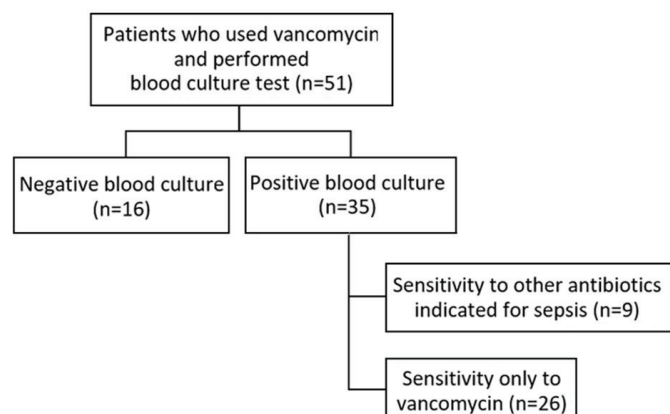 Patients who used vancomycin
and performed
blood culture test (n=51)
Negative blood culture
(n=16)
Positive blood culture
(n=35)
Sensitivity to other antibiotics
indicated for sepsis (n=9)
Sensitivity only to
vancomycin (n=26)